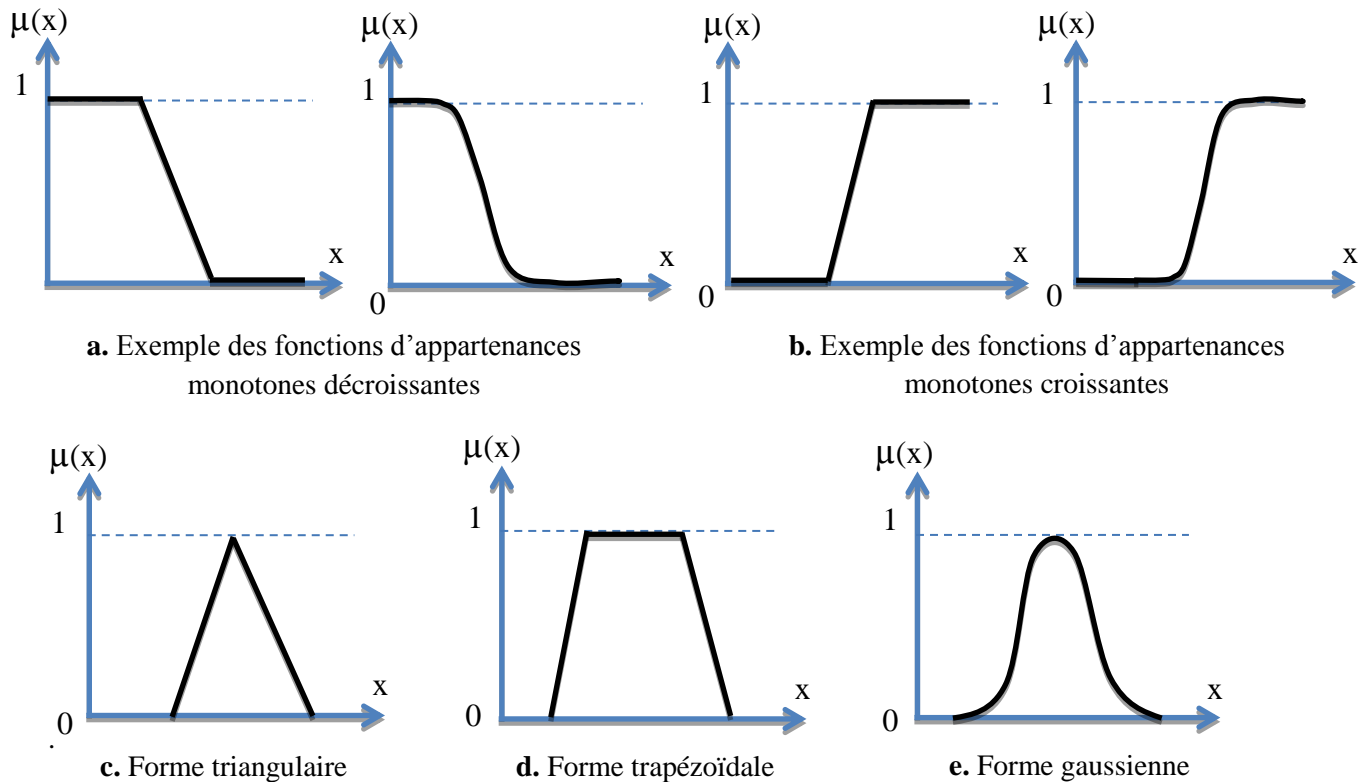 μ(x)
1
x
μ(x)
1
0
x
μ(x)
1
0
x
μ(x)
1
0
x
a. Exemple des fonctions d’appartenances
monotones décroissantes
b. Exemple des fonctions d’appartenances
monotones croissantes
μ(x)
1
0
x
.
c. Forme triangulaire
μ(x)
1
0
x
d. Forme trapézoïdale
μ(x)
1
0
x
e. Forme gaussienne